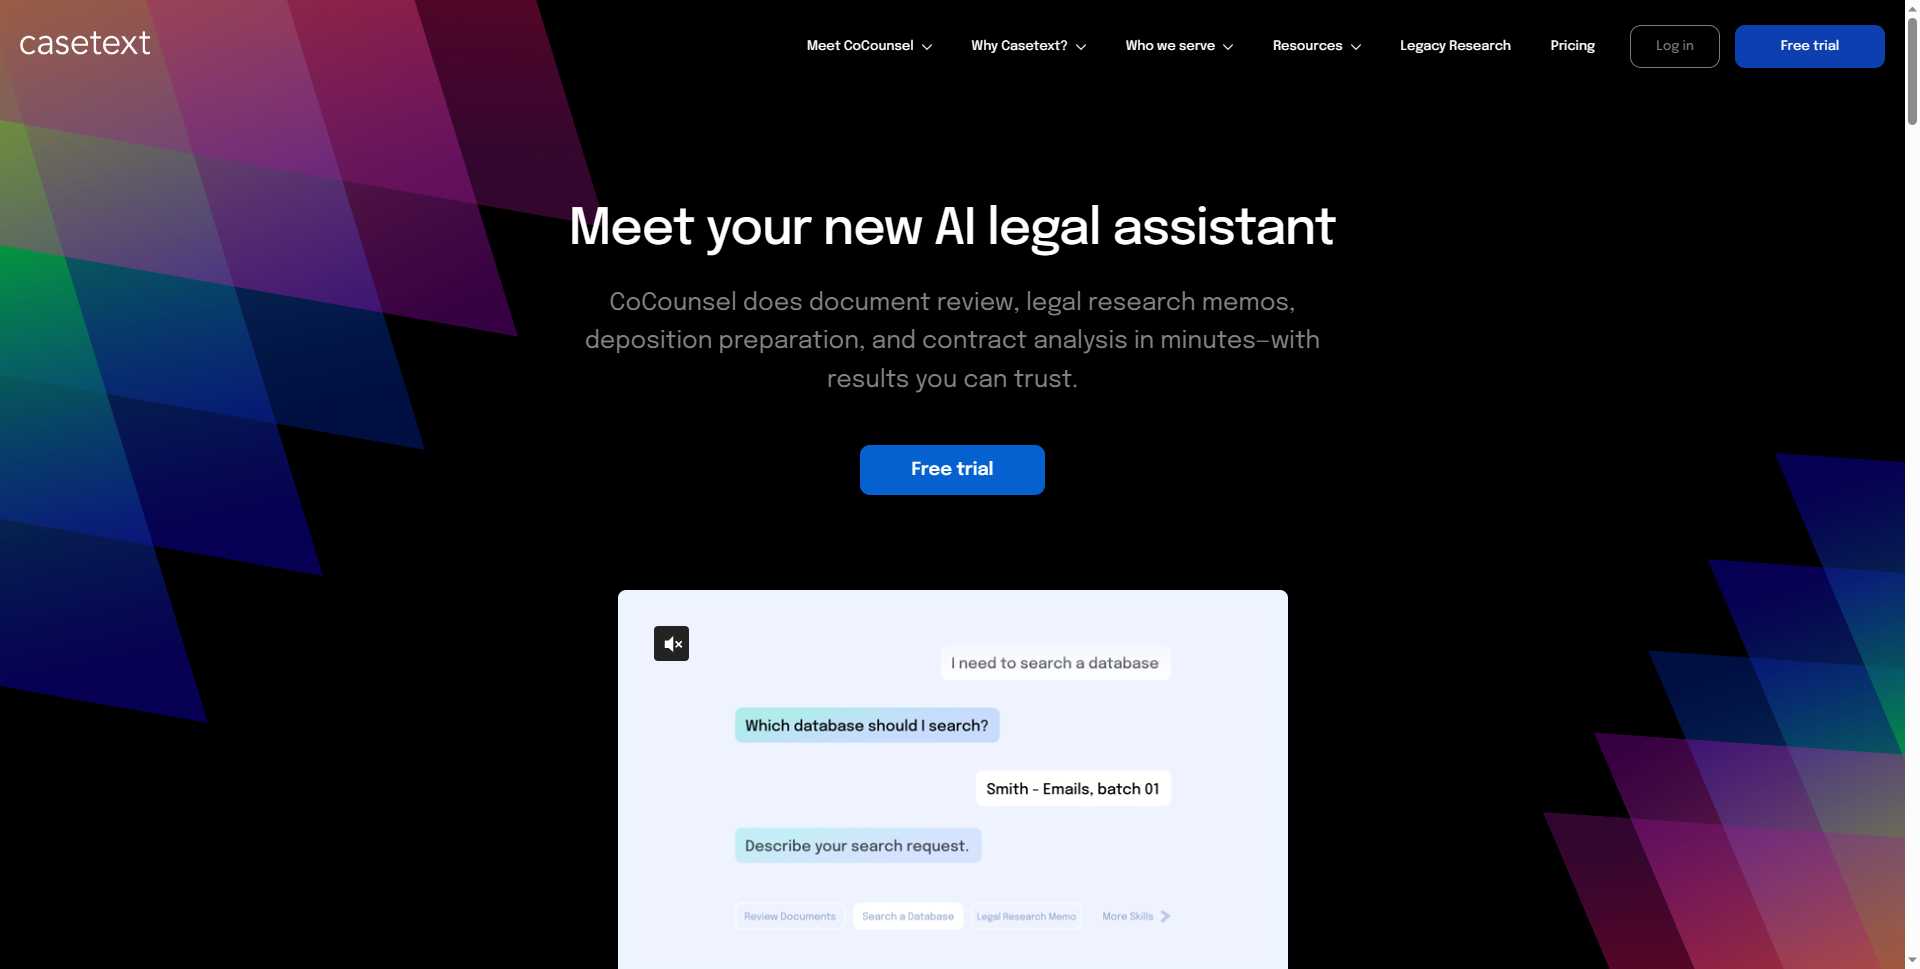 casetext
Meet CoCounsel
Why Casetext?
Who we serve
Resources
Legacy Research
Pricing
Log in
Free trial
Meet your new AI legal assistant
CoCounsel does document review, legal research memos,
deposition preparation, and contract analysis in minutes—with
results you can trust.
Free trial
I need to search a database
Which database should I search?
Smith - Emails, batch 01
Describe your search request.
Review Documents
Search a Database
Legal Research Memo
More Skills